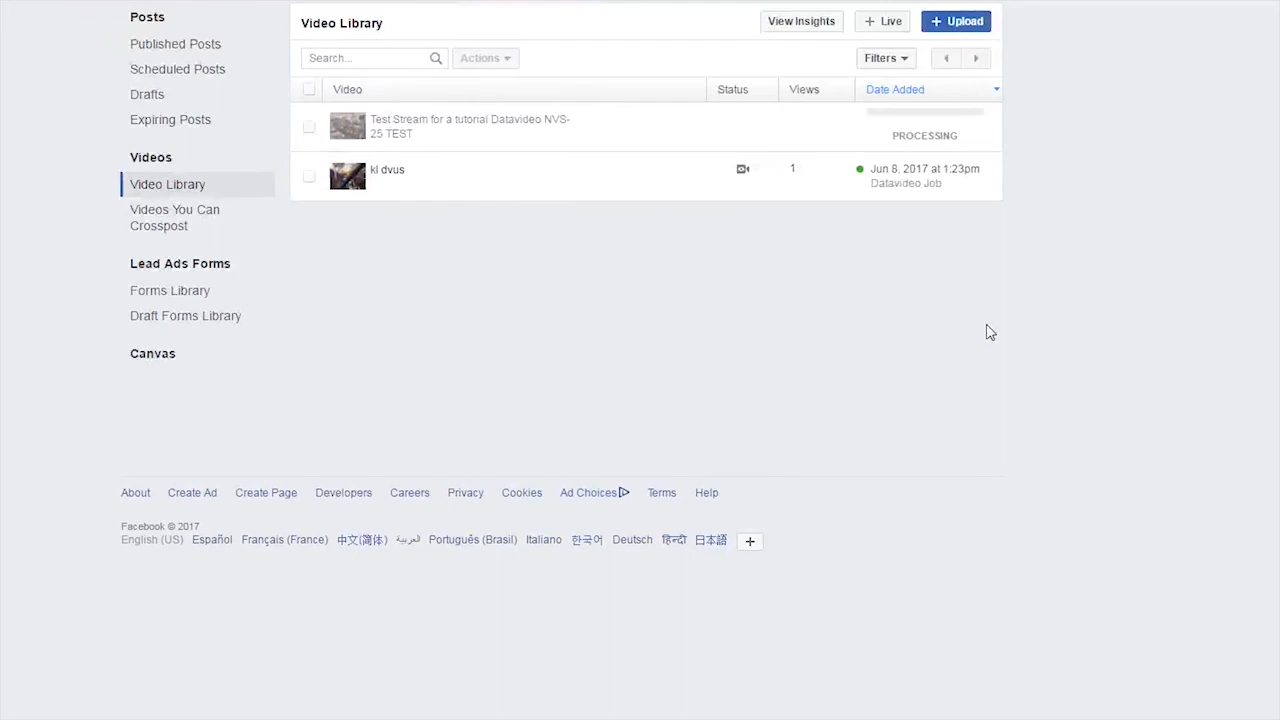 Posts
Published Posts
Scheduled Posts
Drafts
Expiring Posts
Videos
Video Library
Videos You Can
Crosspost
Lead Ads Forms
Forms Library
Draft Forms Library
Canvas
Video Library
View Insights
+ Live
+ Upload
Search...
Actions
Filters
Video
Status
Views
Date Added
Test Stream for a tutorial Datavideo NVS-
25 TEST
PROCESSING
kl dvus
1
Jun 8, 2017 at 1:23pm
Datavideo Job
About Create Ad Create Page Developers Careers Privacy Cookies Ad Choices Terms Help
Facebook © 2017
English (US) Español Français (France) 中文(简体) العربية Português (Brasil) Italiano 한국어 Deutsch हिन्दी 日本語 +